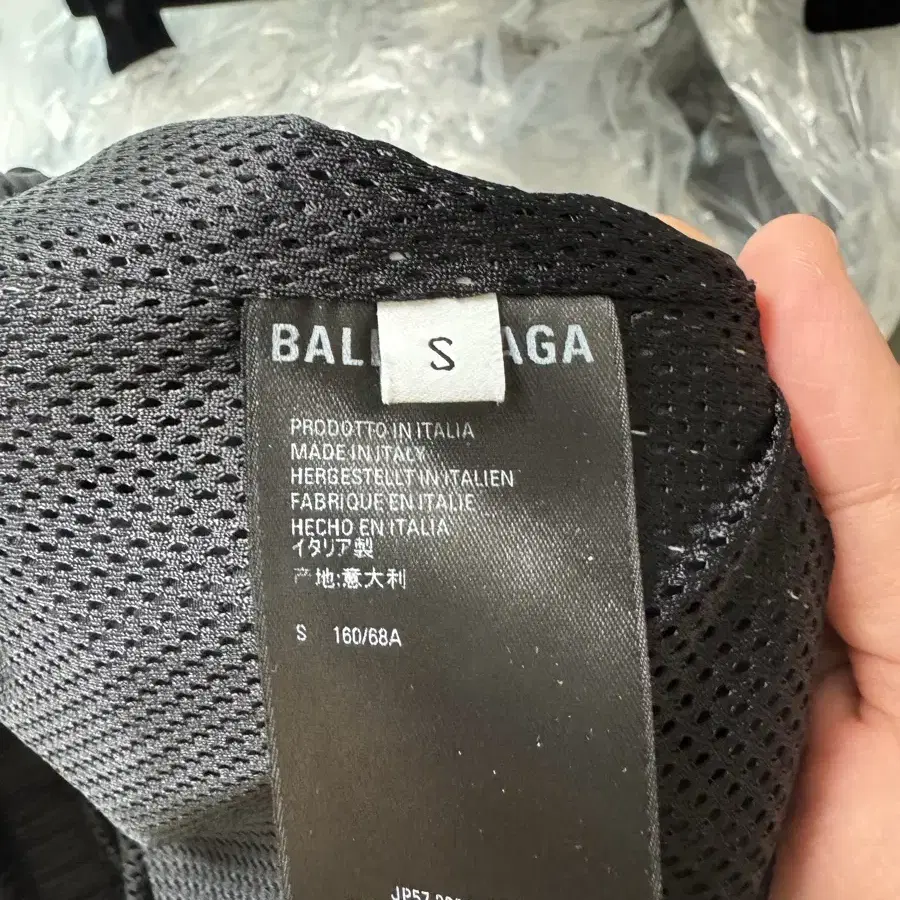 BAL AGA
S
PRODOTTO IN ITALIA
MADE IN ITALY
HERGESTELLT IN ITALIEN
FABRIQUE EN ITALIE
HECHO EN ITALIA
イタリア製
产地:意大利
S 160/68A
JP57